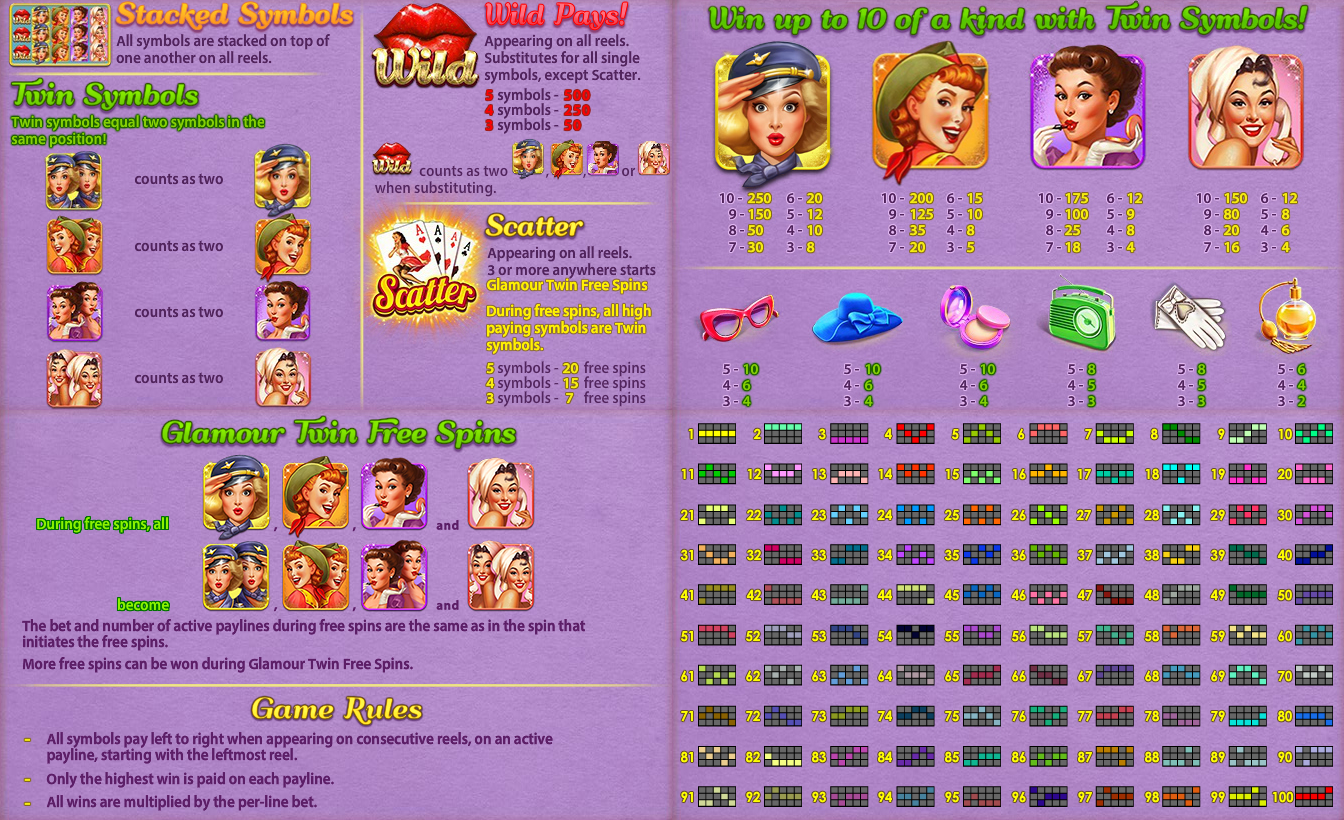 Stacked Symbols
All symbols are stacked on top of
one another on all reels.
Twin Symbols
Twin symbols equal two symbols in the
same position!
counts as two
counts as two
counts as two
counts as two
Wild Pays!
Wild
Appearing on all reels.
Substitutes for all single
symbols, except Scatter.
5 symbols - 500
4 symbols - 250
3 symbols - 50
Wild counts as two , , or
when substituting.
Scatter
Scatter
Appearing on all reels.
3 or more anywhere starts
Glamour Twin Free Spins
During free spins, all high
paying symbols are Twin
symbols.
5 symbols - 20 free spins
4 symbols - 15 free spins
3 symbols - 7 free spins
Win up to 10 of a kind with Twin Symbols!
10 - 250 6 - 20
9 - 150 5 - 12
8 - 50 4 - 10
7 - 30 3 - 8
10 - 200 6 - 15
9 - 125 5 - 10
8 - 35 4 - 8
7 - 20 3 - 5
10 - 175 6 - 12
9 - 100 5 - 9
8 - 25 4 - 8
7 - 18 3 - 4
10 - 150 6 - 12
9 - 80 5 - 8
8 - 20 4 - 6
7 - 16 3 - 4
5 - 10
4 - 6
3 - 4
5 - 10
4 - 6
3 - 4
5 - 10
4 - 6
3 - 4
5 - 8
4 - 5
3 - 3
5 - 8
4 - 5
3 - 3
5 - 6
4 - 4
3 - 2
Glamour Twin Free Spins
During free spins, all , , and
become , , and
The bet and number of active paylines during free spins are the same as in the spin that
initiates the free spins.
More free spins can be won during Glamour Twin Free Spins.
Game Rules
- All symbols pay left to right when appearing on consecutive reels, on an active
payline, starting with the leftmost reel.
- Only the highest win is paid on each payline.
- All wins are multiplied by the per-line bet.
1 2 3 4 5 6 7 8 9 10
11 12 13 14 15 16 17 18 19 20
21 22 23 24 25 26 27 28 29 30
31 32 33 34 35 36 37 38 39 40
41 42 43 44 45 46 47 48 49 50
51 52 53 54 55 56 57 58 59 60
61 62 63 64 65 66 67 68 69 70
71 72 73 74 75 76 77 78 79 80
81 82 83 84 85 86 87 88 89 90
91 92 93 94 95 96 97 98 99 100